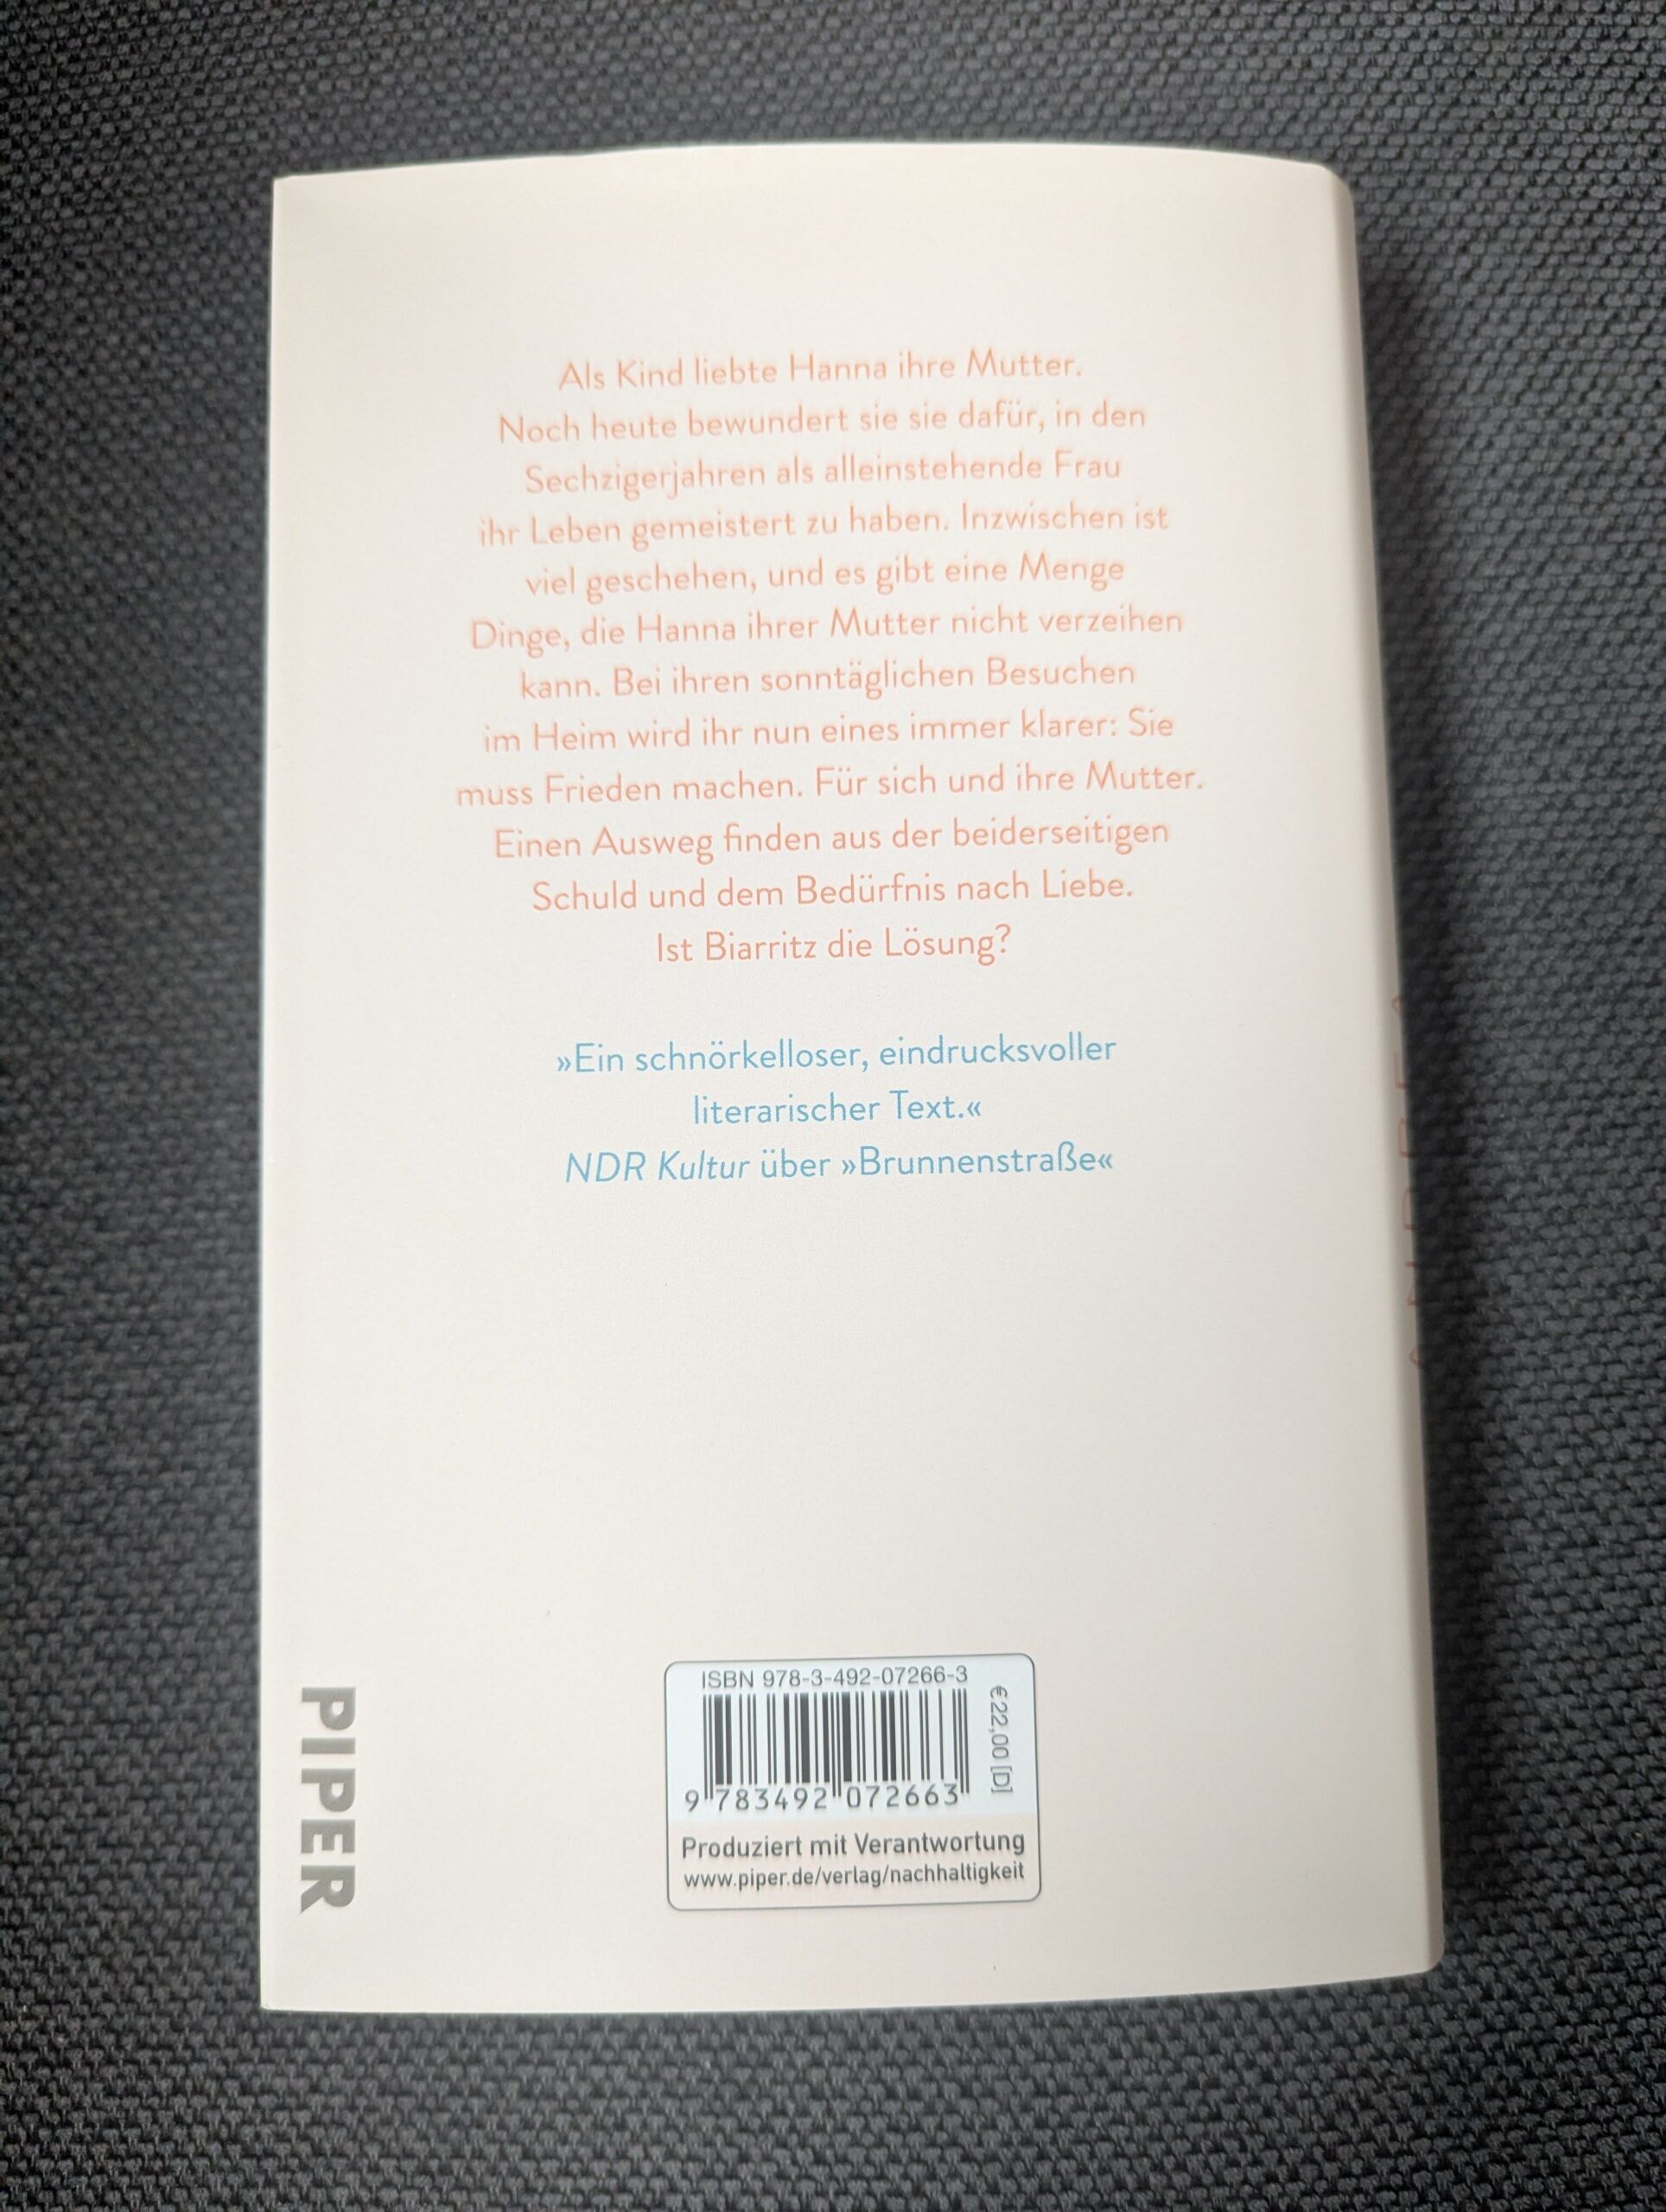 Als Kind liebte Hanna ihre Mutter.
Noch heute bewundert sie sie dafür, in den
Sechzigerjahren als alleinstehende Frau
ihr Leben gemeistert zu haben. Inzwischen ist
viel geschehen, und es gibt eine Menge
Dinge, die Hanna ihrer Mutter nicht verzeihen
kann. Bei ihren sonntäglichen Besuchen
im Heim wird ihr nun eines immer klarer: Sie
muss Frieden machen. Für sich und ihre Mutter.
Einen Ausweg finden aus der beiderseitigen
Schuld und dem Bedürfnis nach Liebe.
Ist Biarritz die Lösung?
»Ein schnörkelloser, eindrucksvoller
literarischer Text.«
NDR Kultur über »Brunnenstraße«
PIPER
ISBN 978-3-492-07266-3
€22,00 [D]
9 783492 072663
Produziert mit Verantwortung
www.piper.de/verlag/nachhaltigkeit